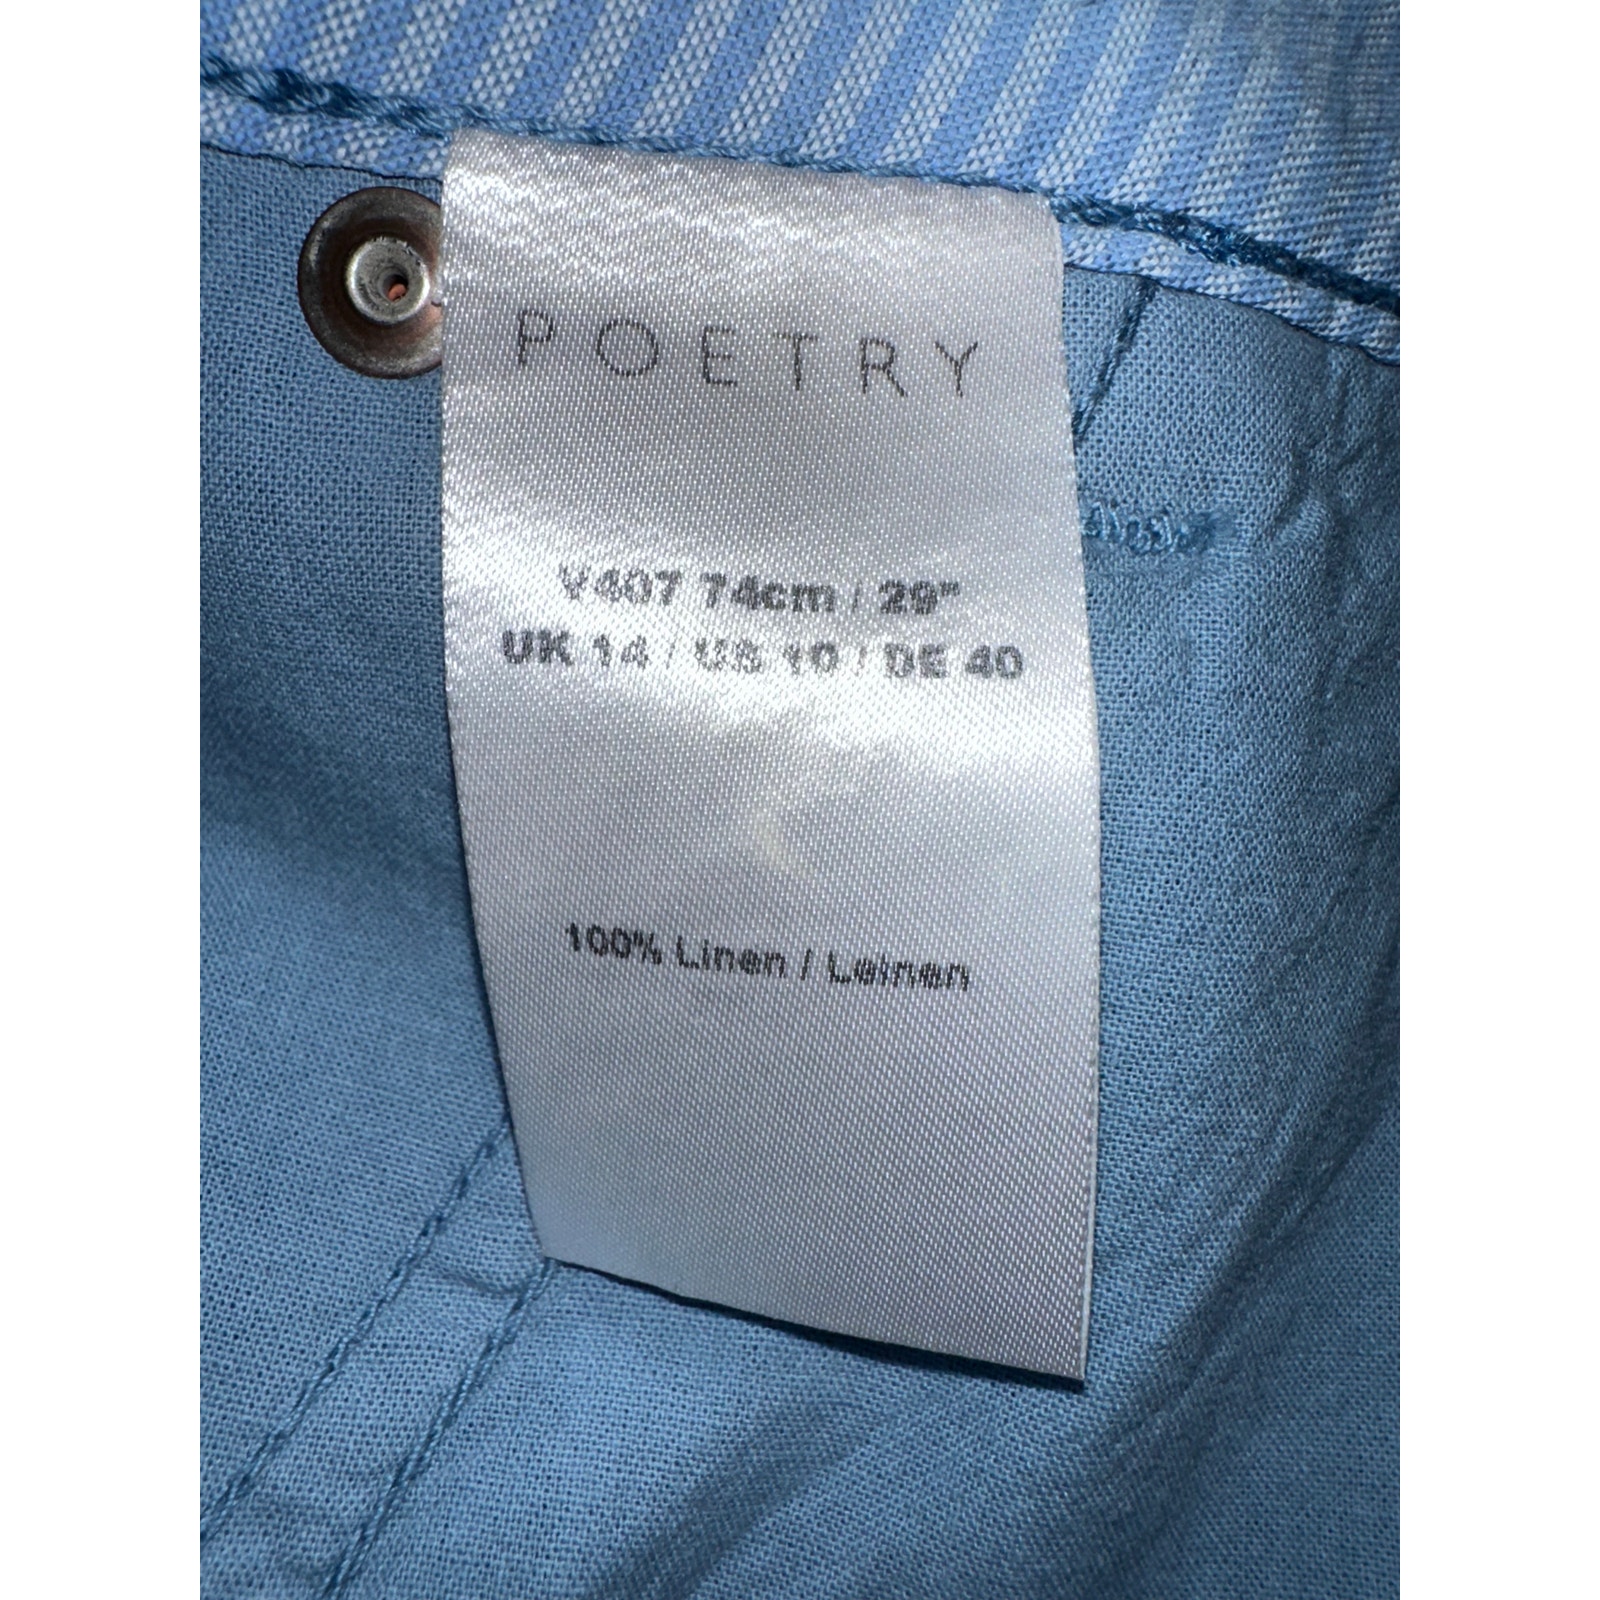 POETRY
V407 74cm / 29"
UK 14 / US 10 / DE 40
100% Linen / Leinen